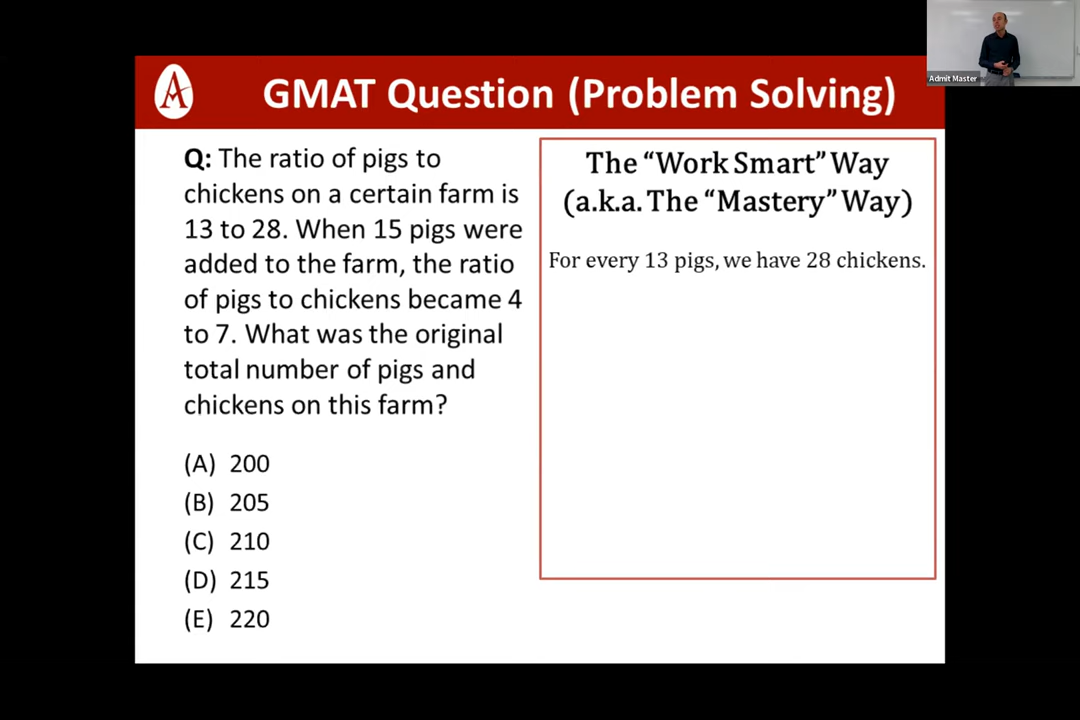 Admit Master
GMAT Question (Problem Solving)
Q: The ratio of pigs to
chickens on a certain farm is
13 to 28. When 15 pigs were
added to the farm, the ratio
of pigs to chickens became 4
to 7. What was the original
total number of pigs and
chickens on this farm?
(A) 200
(B) 205
(C) 210
(D) 215
(E) 220
The “Work Smart” Way
(a.k.a. The “Mastery” Way)
For every 13 pigs, we have 28 chickens.